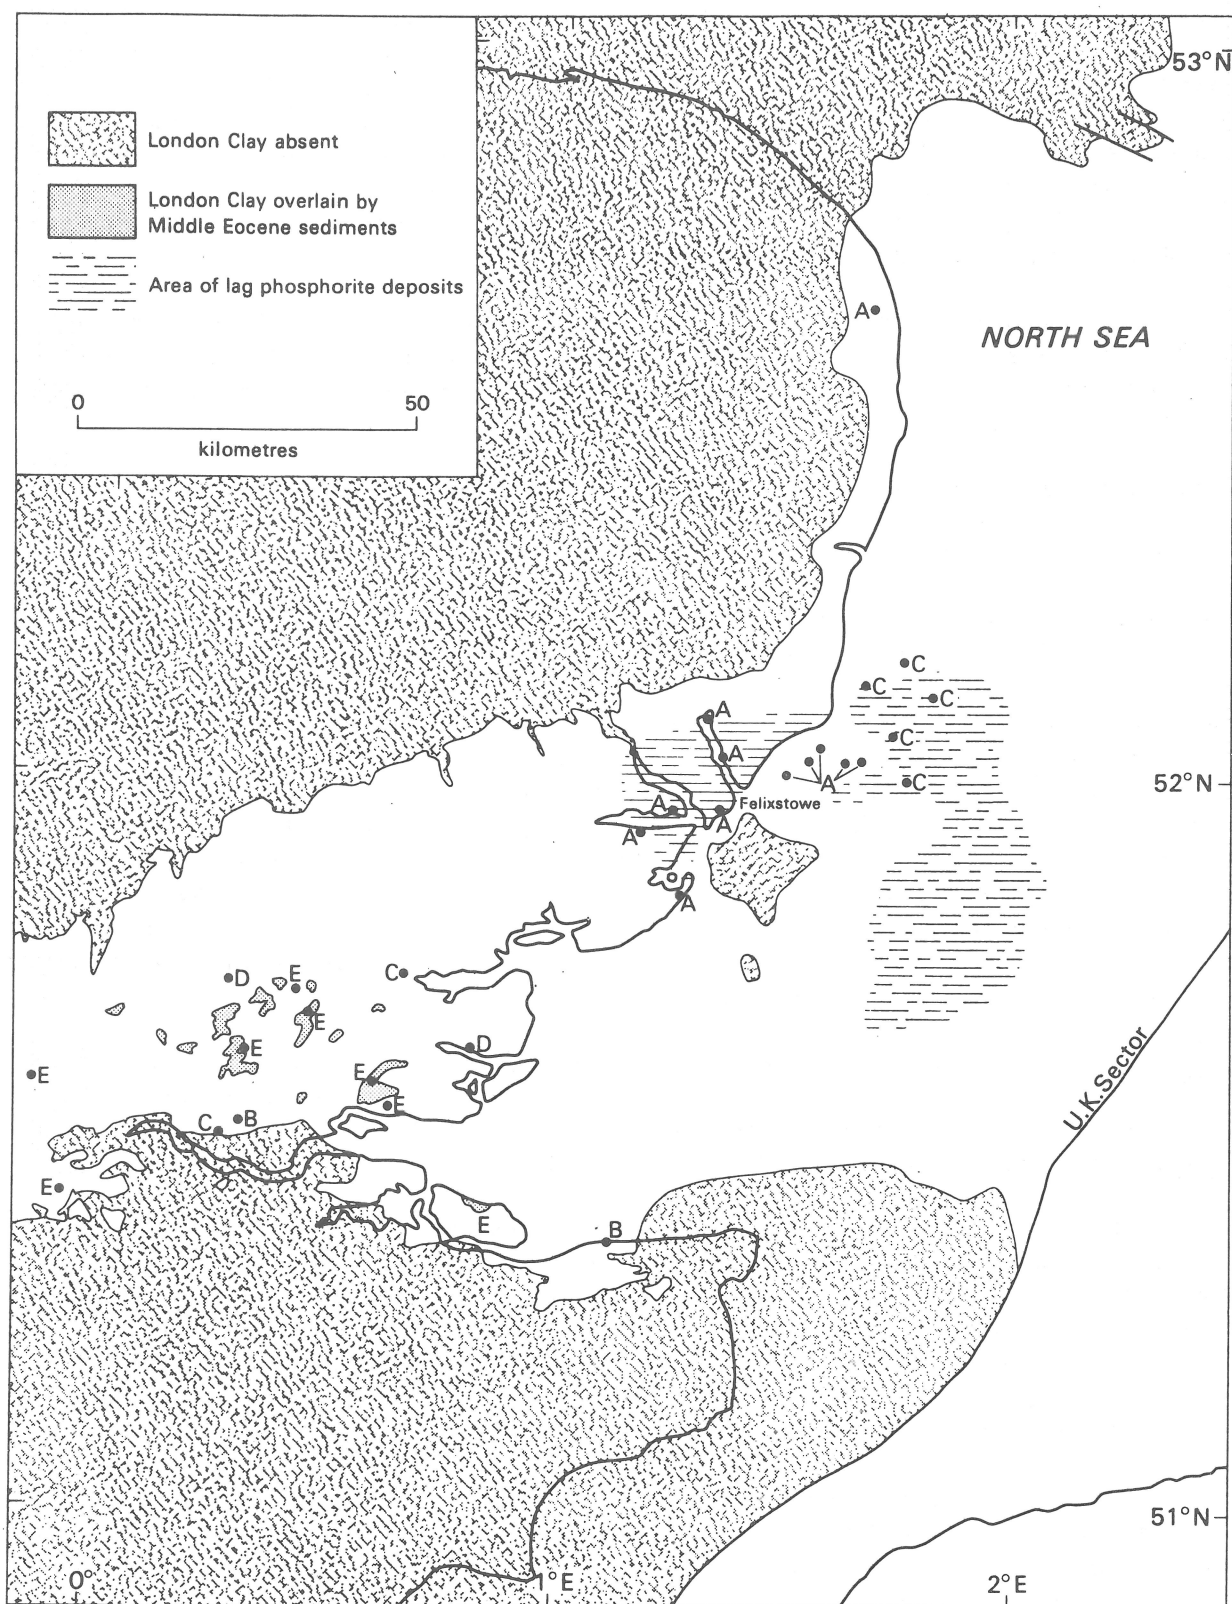 53°N
London Clay absent
London Clay overlain by
Middle Eocene sediments
Area of lag phosphorite deposits
0 50
kilometres
A
NORTH SEA
C
C
C
A
C
A
A
C
52°N
Felixstowe
A
A
A
A
D
E
C
E
E
D
E
E
E
U.K. Sector
C
B
E
E
B
51°N
0°
1°E
2°E